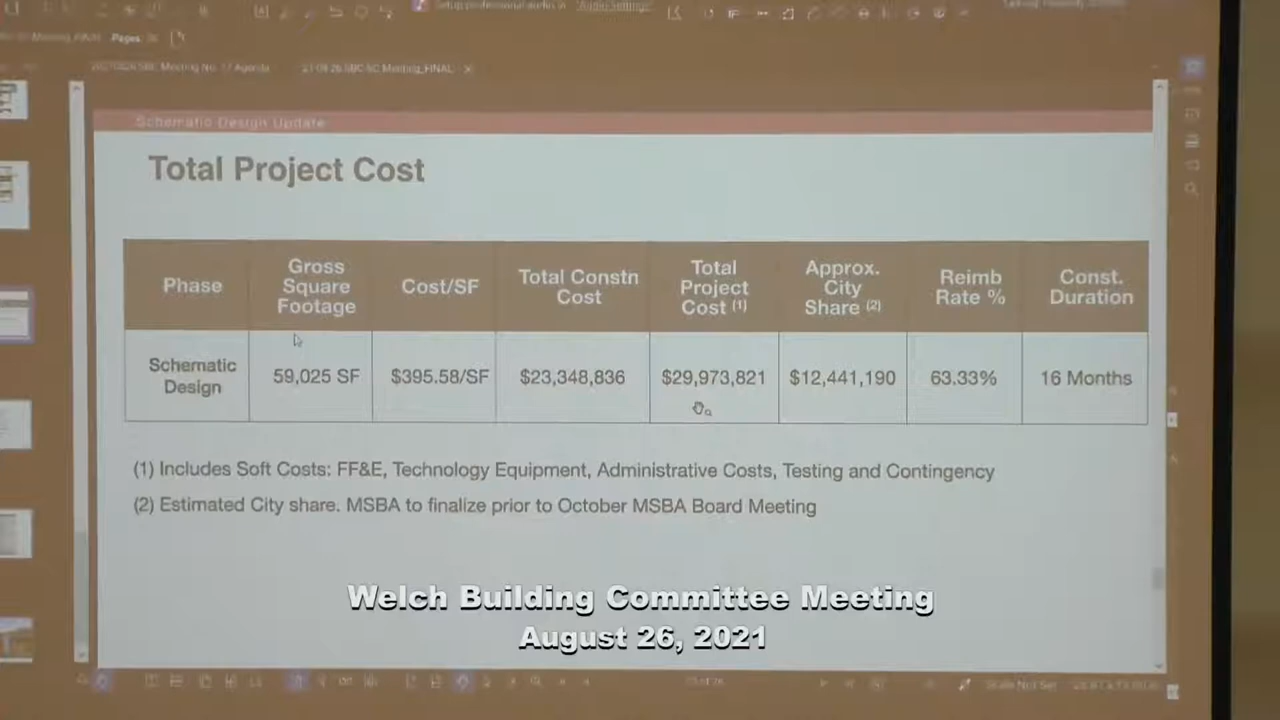 Pages
Schematic Design Update
Total Project Cost
Phase
Gross Square Footage
Cost/SF
Total Constn Cost
Total Project Cost (1)
Approx. City Share (2)
Reimb Rate %
Const. Duration
Schematic Design
59,025 SF
$395.58/SF
$23,348,836
$29,973,821
$12,441,190
63.33%
16 Months
(1) Includes Soft Costs: FF&E, Technology Equipment, Administrative Costs, Testing and Contingency
(2) Estimated City share. MSBA to finalize prior to October MSBA Board Meeting
Welch Building Committee Meeting
August 26, 2021